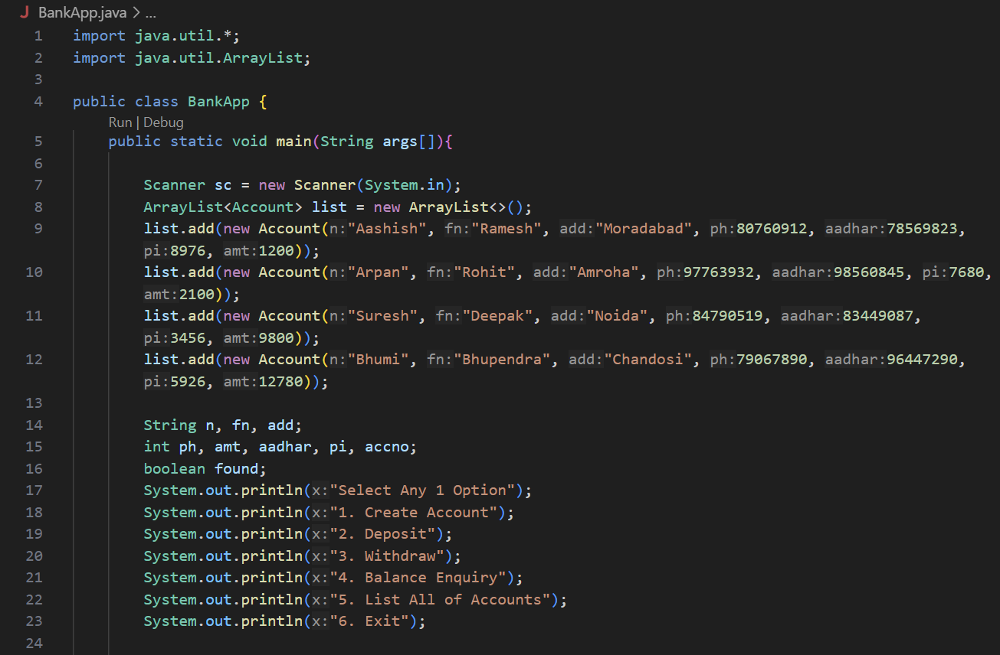 J BankApp.java > ...
1 import java.util.*;
2 import java.util.ArrayList;
3
4 public class BankApp {
Run | Debug
5 public static void main(String args[]){
6
7 Scanner sc = new Scanner(System.in);
8 ArrayList<Account> list = new ArrayList<>();
9 list.add(new Account(n:"Aashish", fn:"Ramesh", add:"Moradabad", ph:80760912, aadhar:78569823,
pi:8976, amt:1200));
10 list.add(new Account(n:"Arpan", fn:"Rohit", add:"Amroha", ph:97763932, aadhar:98560845, pi:7680,
amt:2100));
11 list.add(new Account(n:"Suresh", fn:"Deepak", add:"Noida", ph:84790519, aadhar:83449087,
pi:3456, amt:9800));
12 list.add(new Account(n:"Bhumi", fn:"Bhupendra", add:"Chandosi", ph:79067890, aadhar:96447290,
pi:5926, amt:12780));
13
14 String n, fn, add;
15 int ph, amt, aadhar, pi, accno;
16 boolean found;
17 System.out.println(x:"Select Any 1 Option");
18 System.out.println(x:"1. Create Account");
19 System.out.println(x:"2. Deposit");
20 System.out.println(x:"3. Withdraw");
21 System.out.println(x:"4. Balance Enquiry");
22 System.out.println(x:"5. List All of Accounts");
23 System.out.println(x:"6. Exit");
24